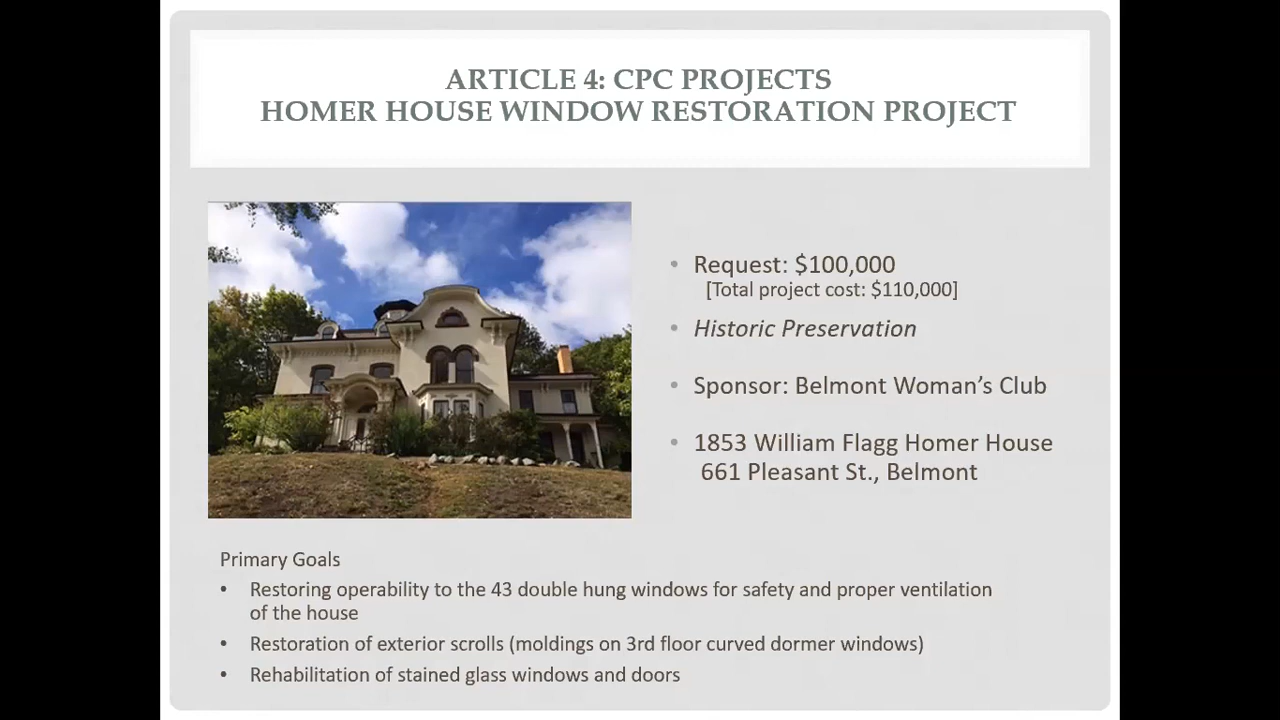 ARTICLE 4: CPC PROJECTS
HOMER HOUSE WINDOW RESTORATION PROJECT
• Request: $100,000
[Total project cost: $110,000]
• Historic Preservation
• Sponsor: Belmont Woman’s Club
• 1853 William Flagg Homer House
661 Pleasant St., Belmont
Primary Goals
• Restoring operability to the 43 double hung windows for safety and proper ventilation
of the house
• Restoration of exterior scrolls (moldings on 3rd floor curved dormer windows)
• Rehabilitation of stained glass windows and doors